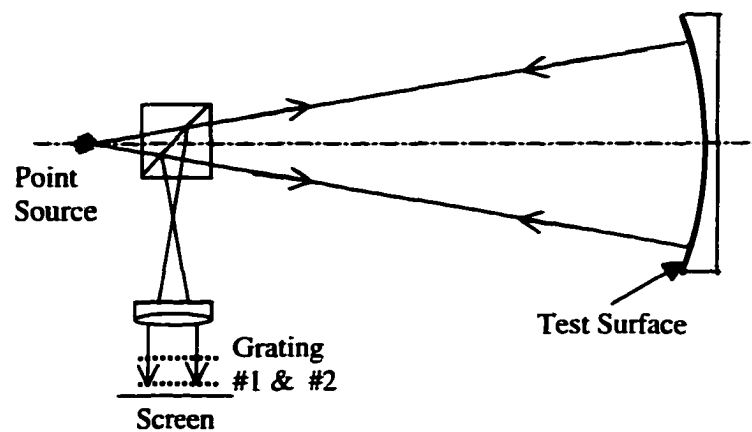 Point
Source
Test Surface
Grating
#1 & #2
Screen